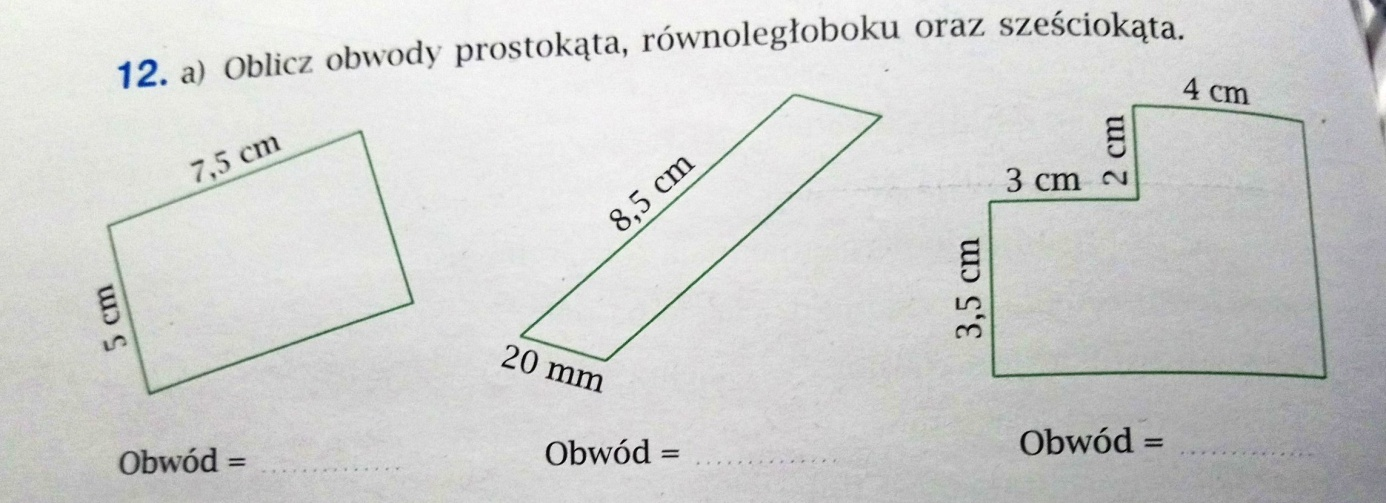 12. a) Oblicz obwody prostokąta, równoległoboku oraz sześciokąta.
7,5 cm
5 cm
8,5 cm
20 mm
4 cm
2 cm
3 cm
3,5 cm
Obwód = ..............
Obwód = ..............
Obwód = ..............